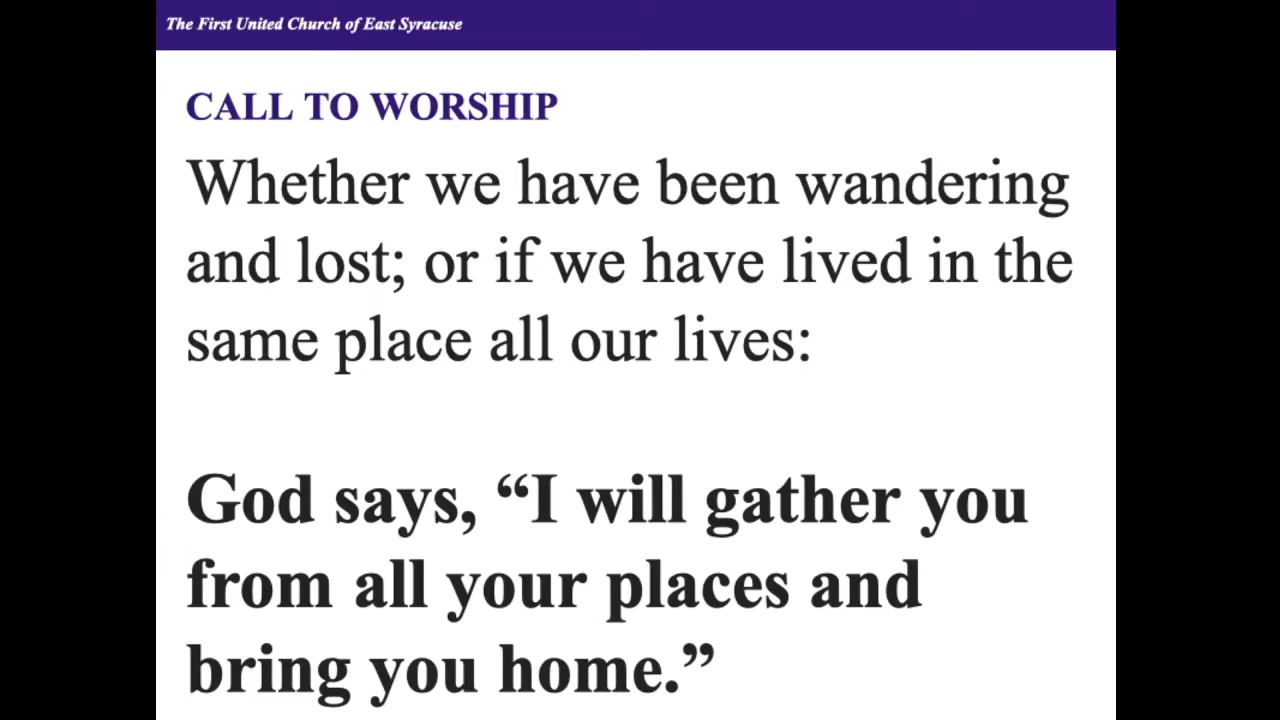 The First United Church of East Syracuse
CALL TO WORSHIP
Whether we have been wandering
and lost; or if we have lived in the
same place all our lives:
God says, “I will gather you
from all your places and
bring you home.”